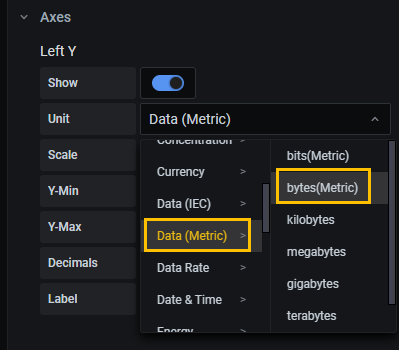 Axes
Left Y
Show
Unit
Data (Metric)
Scale
Y-Min
Y-Max
Decimals
Label
Concentration >
Currency >
Data (IEC) >
Data (Metric) >
Data Rate >
Date & Time >
Energy
bits(Metric)
bytes(Metric)
kilobytes
megabytes
gigabytes
terabytes